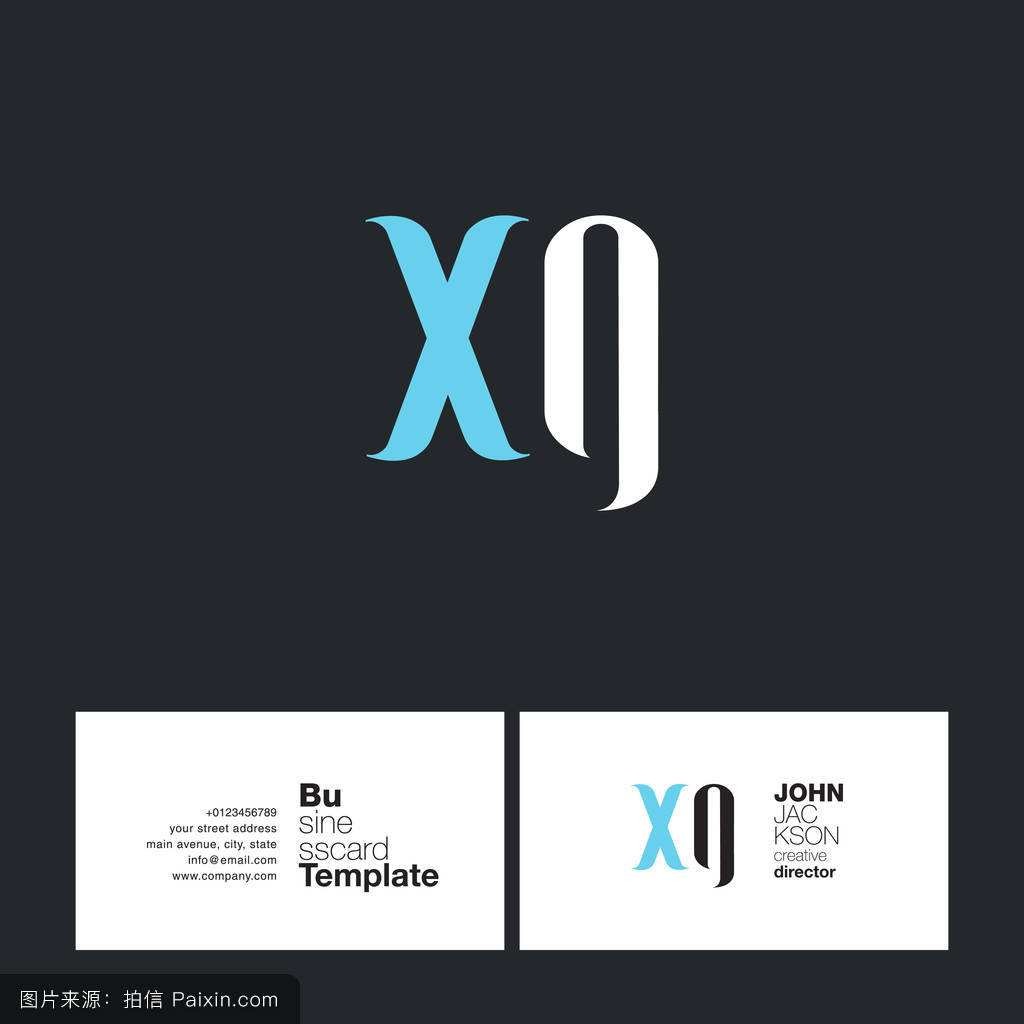 XQ
+0123456789
your street address
main avenue, city, state
info@email.com
www.company.com
Bu
sine
sscard
Template
XQ
JOHN
JAC
KSON
creative
director
图片来源：拍信 Paixin.com